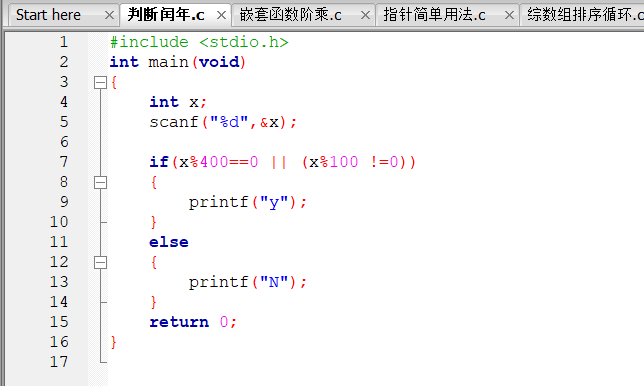 Start here × 判断闰年.c × 嵌套函数阶乘.c × 指针简单用法.c × 综数组排序循环.c
1 #include <stdio.h>
2 int main(void)
3 {
4 int x;
5 scanf("%d",&x);
6
7 if(x%400==0 || (x%100 !=0))
8 {
9 printf("y");
10 }
11 else
12 {
13 printf("N");
14 }
15 return 0;
16 }
17